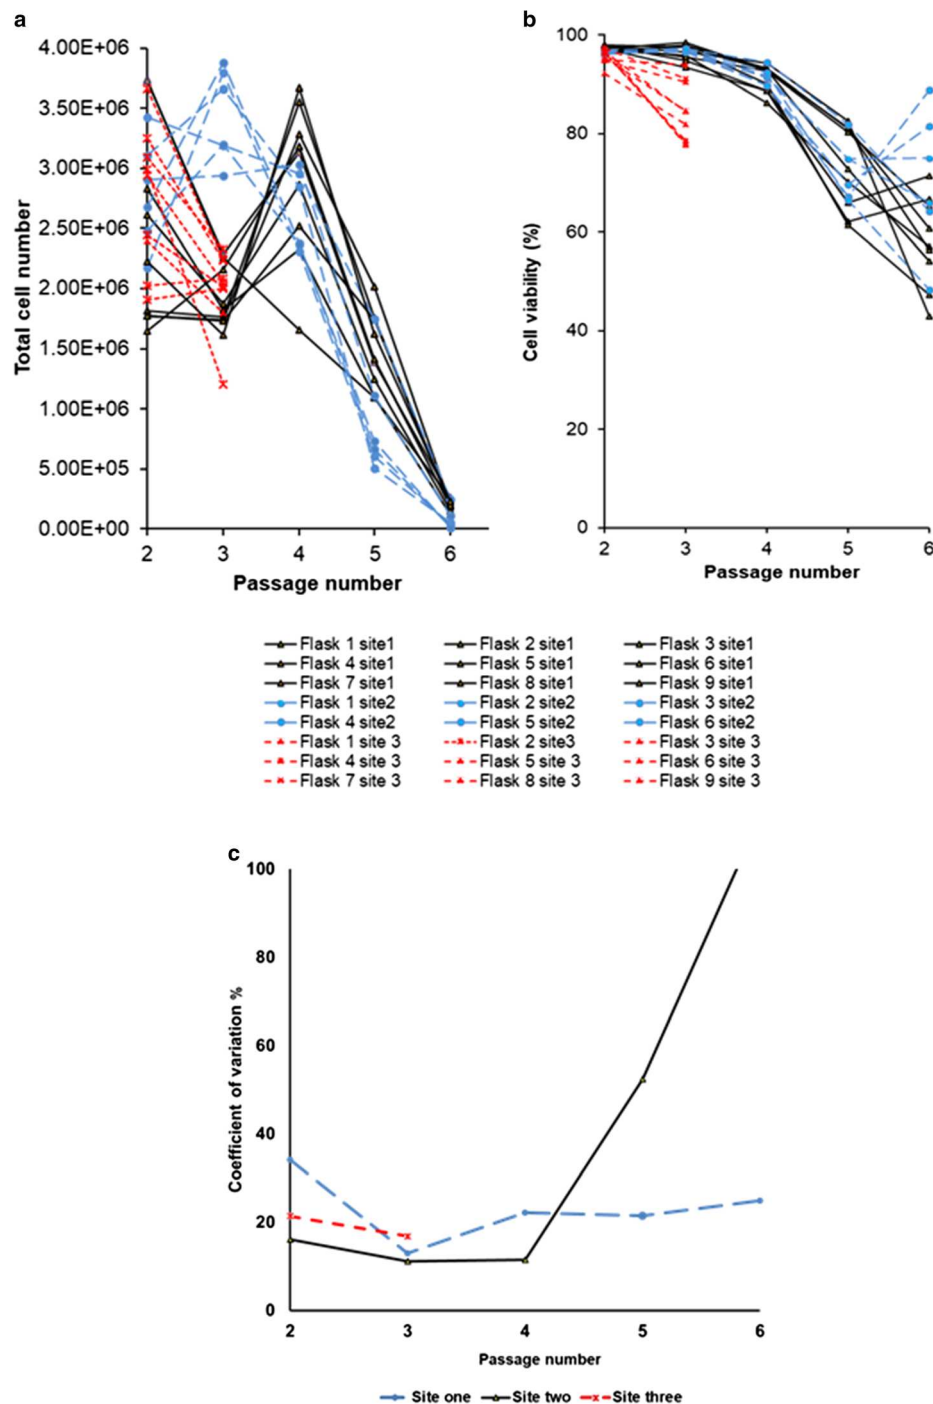 a
4.00E+06
3.50E+06
3.00E+06
2.50E+06
2.00E+06
1.50E+06
1.00E+06
5.00E+05
0.00E+00
Total cell number
2 3 4 5 6
Passage number
b
100
80
60
40
20
0
Cell viability (%)
2 3 4 5 6
Passage number
Flask 1 site1 Flask 2 site1 Flask 3 site1
Flask 4 site1 Flask 5 site1 Flask 6 site1
Flask 7 site1 Flask 8 site1 Flask 9 site1
Flask 1 site2 Flask 2 site2 Flask 3 site2
Flask 4 site2 Flask 5 site2 Flask 6 site2
Flask 1 site 3 Flask 2 site3 Flask 3 site 3
Flask 4 site 3 Flask 5 site 3 Flask 6 site 3
Flask 7 site 3 Flask 8 site 3 Flask 9 site 3
c
100
80
60
40
20
0
Coefficient of variation %
2 3 4 5 6
Passage number
Site one Site two Site three